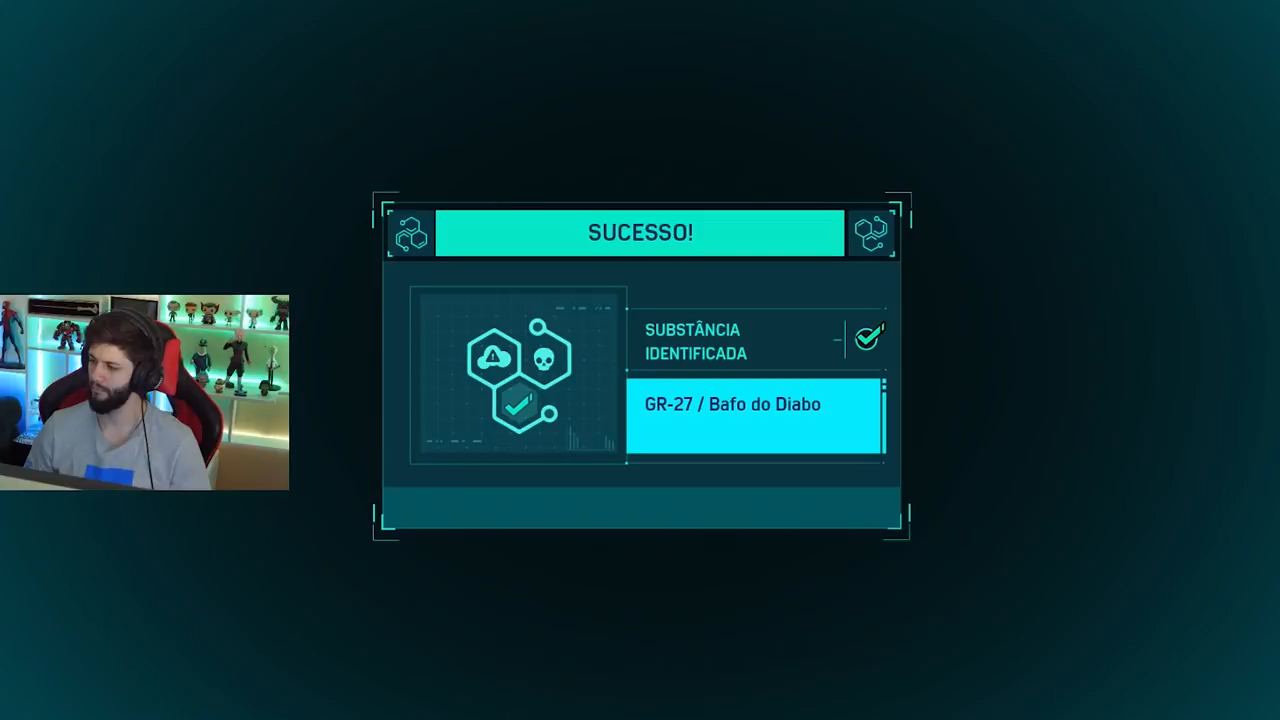 SUCESSO!
SUBSTÂNCIA
IDENTIFICADA
GR-27 / Bafo do Diabo